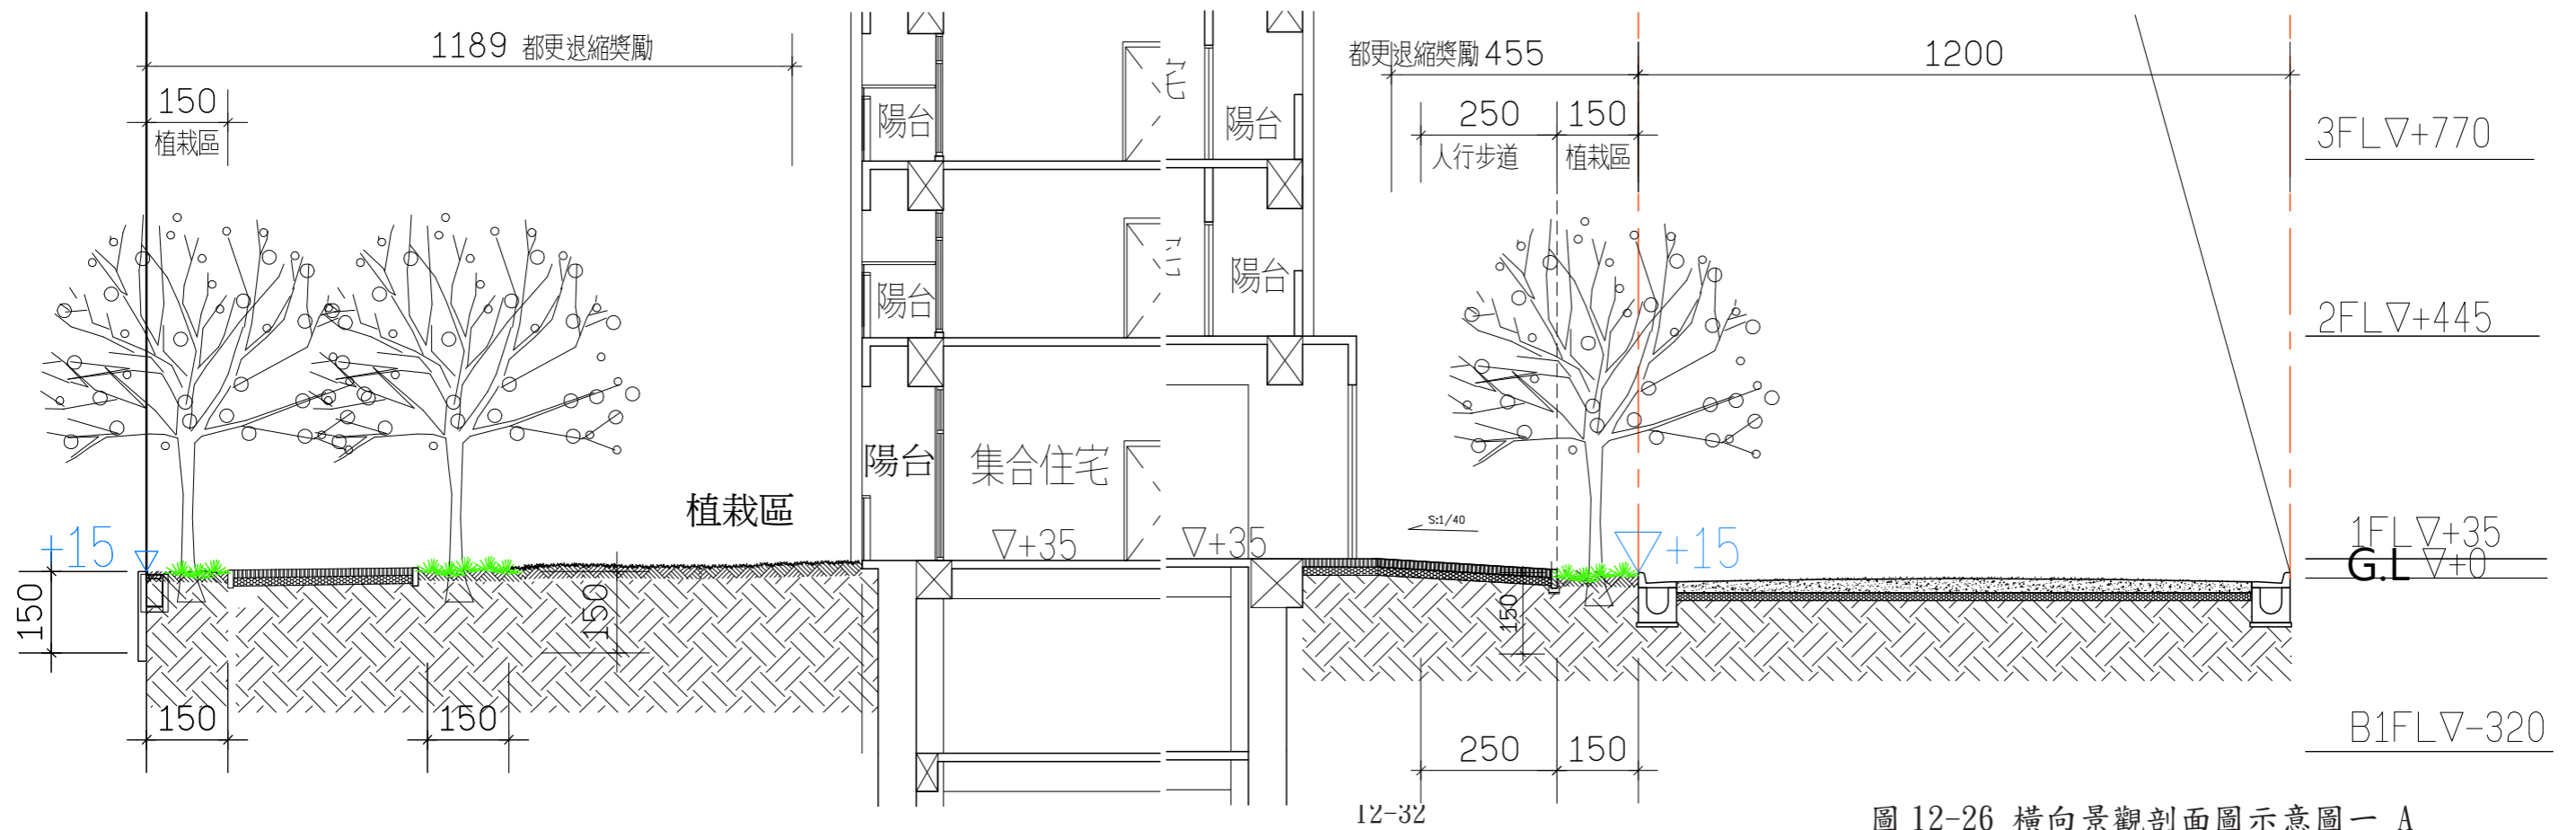 1189 都更退縮獎勵
150
植栽區
都更退縮獎勵 455
1200
250 150
人行步道 植栽區
陽台
宅
陽台
3FL▽+770
陽台
陽台
2FL▽+445
陽台
集合住宅
植栽區
S:1/40
+15
▽+35
▽+35
+15
1FL▽+35
G.L ▽+0
150
150
150
150
150
B1FL▽-320
250 150
12-32
圖 12-26 橫向景觀剖面圖示意圖一 A